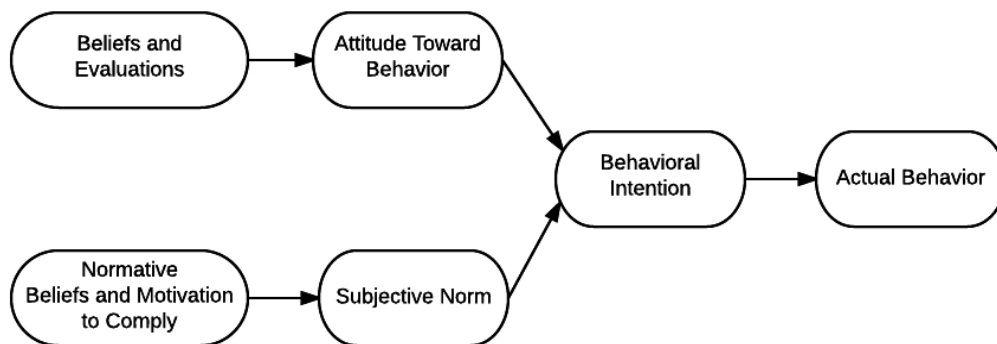 Beliefs and
Evaluations
Attitude Toward
Behavior
Behavioral
Intention
Actual Behavior
Normative
Beliefs and Motivation
to Comply
Subjective Norm